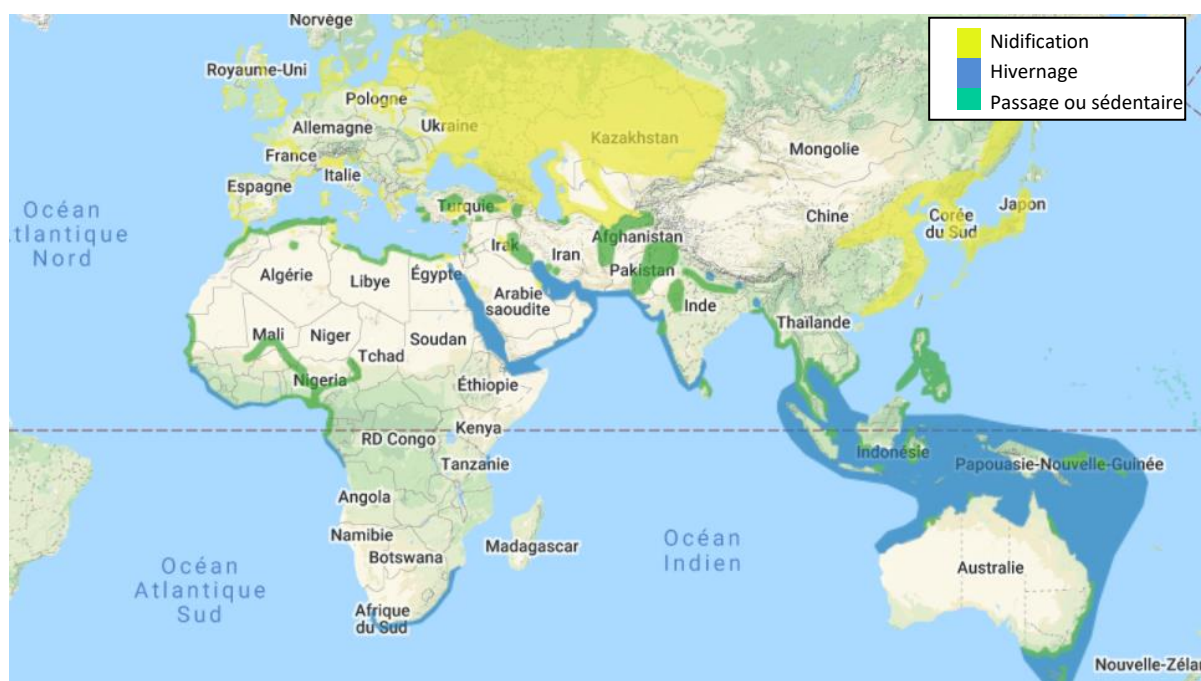 Norvège
Nidification
Hivernage
Passage ou sédentaire
Royaume-Uni
Pologne
Allemagne
Ukraine
Kazakhstan
Mongolie
France
Italie
Espagne
Turquie
Chine
Corée
du Sud
Japon
Océan
tlantique
Nord
Afghanistan
Irak
Iran
Algérie
Libye
Égypte
Pakistan
Arabie
saoudite
Inde
Mali
Niger
Soudan
Thaïlande
Tchad
Nigeria
Éthiopie
RD Congo
Kenya
Indonésie
Papouasie-Nouvelle-Guinée
Tanzanie
Angola
Namibie
Botswana
Madagascar
Océan
Indien
Australie
Océan
Atlantique
Sud
Afrique
du Sud
Nouvelle-Zéla